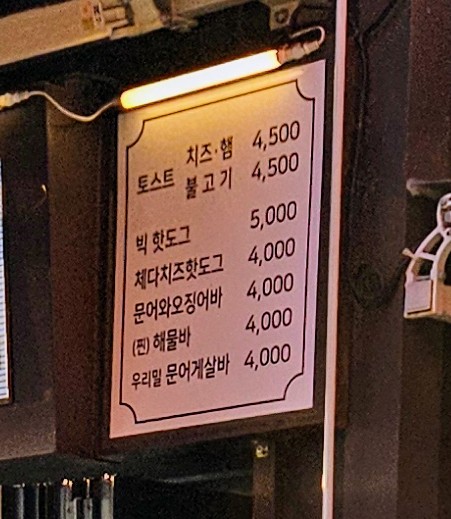 토스트 치즈·햄 4,500
불고기 4,500
빅 핫도그 5,000
체다치즈핫도그 4,000
문어와오징어바 4,000
(찐) 해물바 4,000
우리밀 문어게살바 4,000